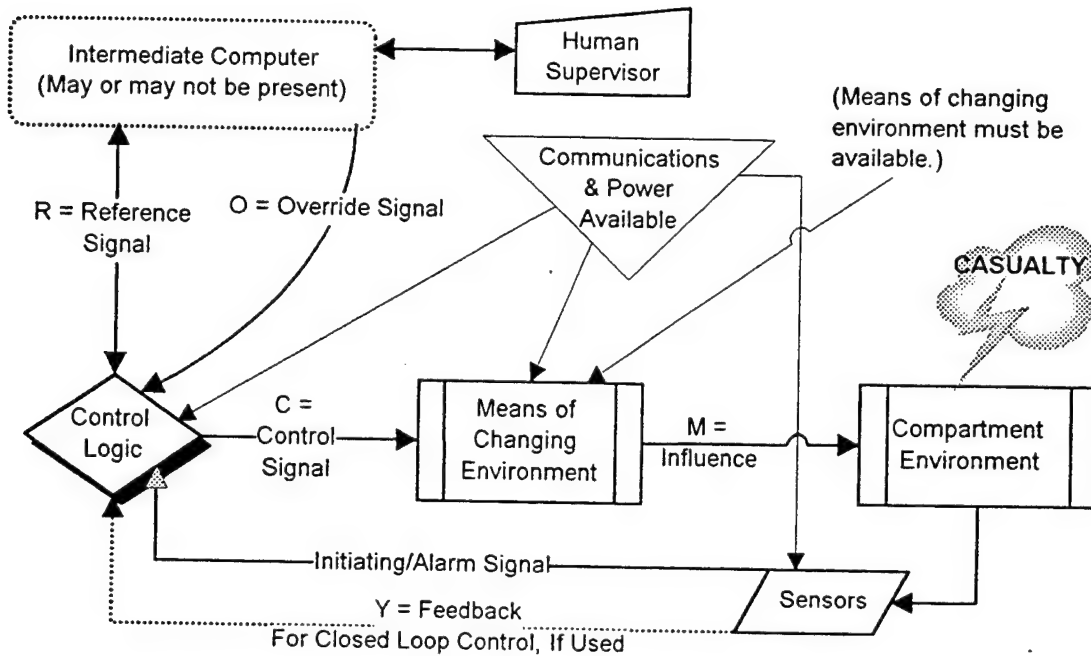 Intermediate Computer
(May or may not be present)
Human
Supervisor
(Means of changing
environment must be
available.)
Communications
& Power
Available
R = Reference
Signal
O = Override Signal
CASUALTY
Control
Logic
C =
Control
Signal
Means of
Changing
Environment
M =
Influence
Compartment
Environment
Initiating/Alarm Signal
Sensors
Y = Feedback
For Closed Loop Control, If Used